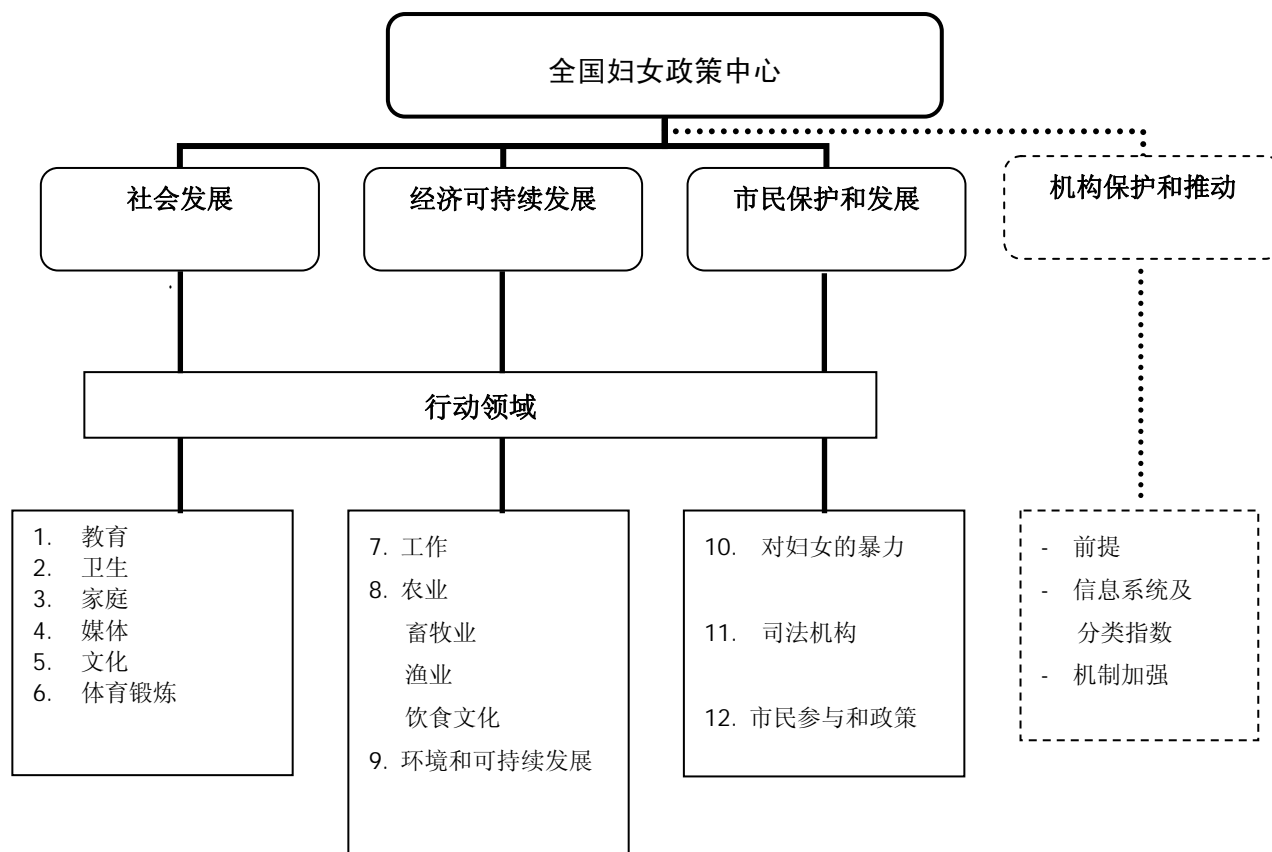 全国妇女政策中心
社会发展
经济可持续发展
市民保护和发展
机构保护和推动
行动领域
1. 教育
2. 卫生
3. 家庭
4. 媒体
5. 文化
6. 体育锻炼
7. 工作
8. 农业
畜牧业
渔业
饮食文化
9. 环境和可持续发展
10. 对妇女的暴力
11. 司法机构
12. 市民参与和政策
- 前提
- 信息系统及
分类指数
- 机制加强